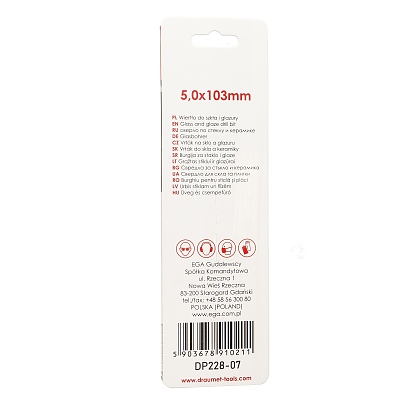 5,0x103mm
PL Wiertło do szkła i glazury
EN Glass and glaze drill bit
RU сверло по стеклу и керамике
DE Glasbohrer
CZ Vrták na sklo a glazuru
SK Vrták do skla a keramiky
SR Burgija za staklo i glaze
LT Grąžtas stiklui ir glazūrai
BG Свредло за стъкло и керамика
UA Свердло для скла та плитки
RO Burghiu pentru sticlă și plăci
LV Urbis stiklam un flīzēm
HU Üveg és csempefúró
EGA Gudalewscy
Spółka Komandytowa
ul. Rzeczna 1
Nowa Wieś Rzeczna
83-200 Starogard Gdański
tel./fax: +48 58 56 300 80
POLSKA (POLAND)
www.ega.com.pl
5 903678 910211
DP228-07
www.draumet-tools.com